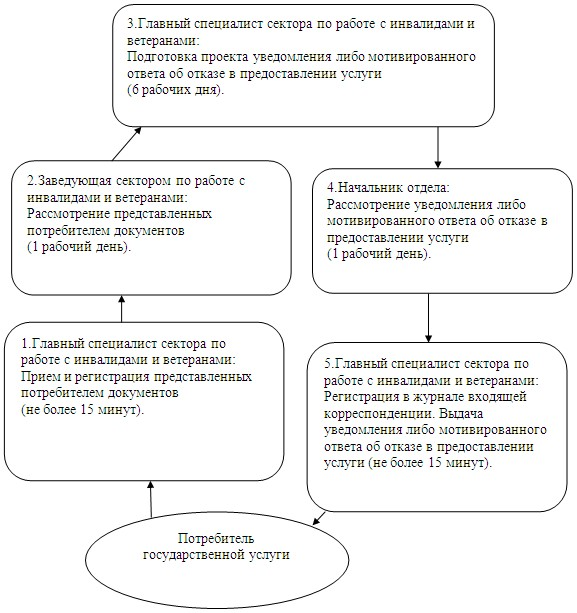 3.Главный специалист сектора по работе с инвалидами и
ветеранами:
Подготовка проекта уведомления либо мотивированного
ответа об отказе в предоставлении услуги
(6 рабочих дня).
2.Заведующая сектором по работе с
инвалидами и ветеранами:
Рассмотрение представленных
потребителем документов
(1 рабочий день).
4.Начальник отдела:
Рассмотрение уведомления либо
мотивированного ответа об отказе в
предоставлении услуги
(1 рабочий день).
1.Главный специалист сектора по
работе с инвалидами и ветеранами:
Прием и регистрация представленных
потребителем документов
(не более 15 минут).
5.Главный специалист сектора по
работе с инвалидами и ветеранами:
Регистрация в журнале входящей
корреспонденции. Выдача
уведомления либо мотивированного
ответа об отказе в предоставлении
услуги (не более 15 минут).
Потребитель
государственной услуги